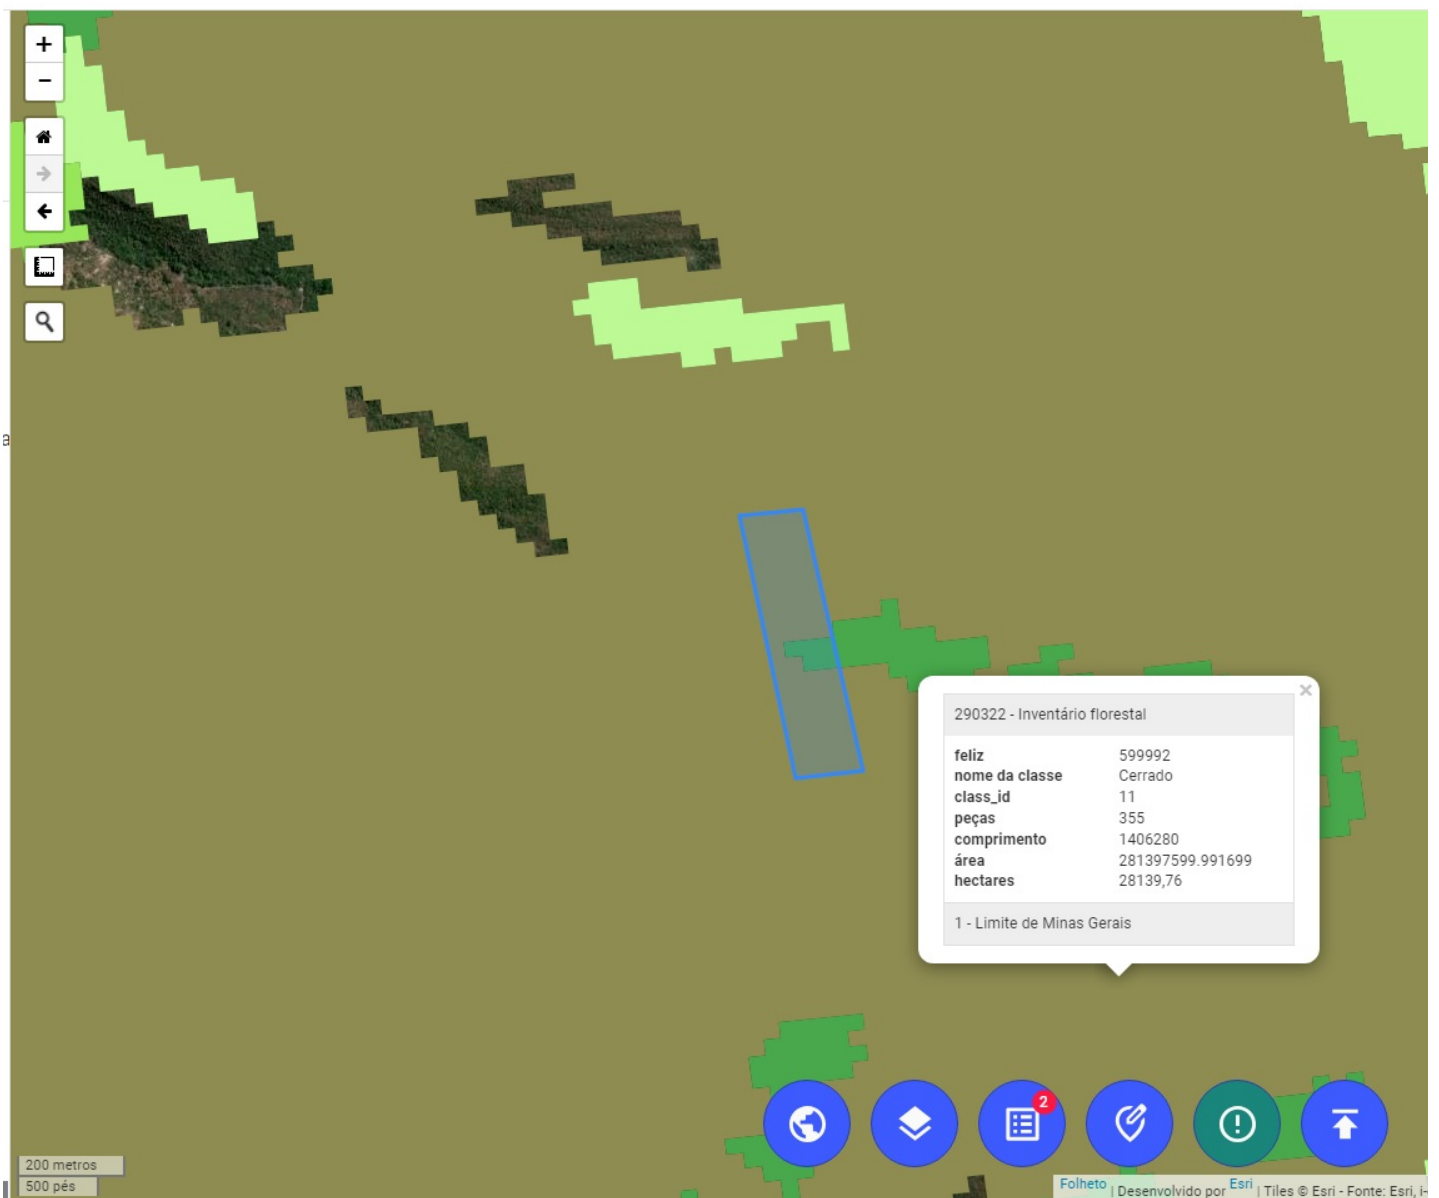 +
−
a
290322 - Inventário florestal
×
feliz 599992
nome da classe Cerrado
class_id 11
peças 355
comprimento 1406280
área 281397599.991699
hectares 28139,76
1 - Limite de Minas Gerais
2
200 metros
500 pés
Folheto | Desenvolvido por Esri | Tiles © Esri - Fonte: Esri, i-